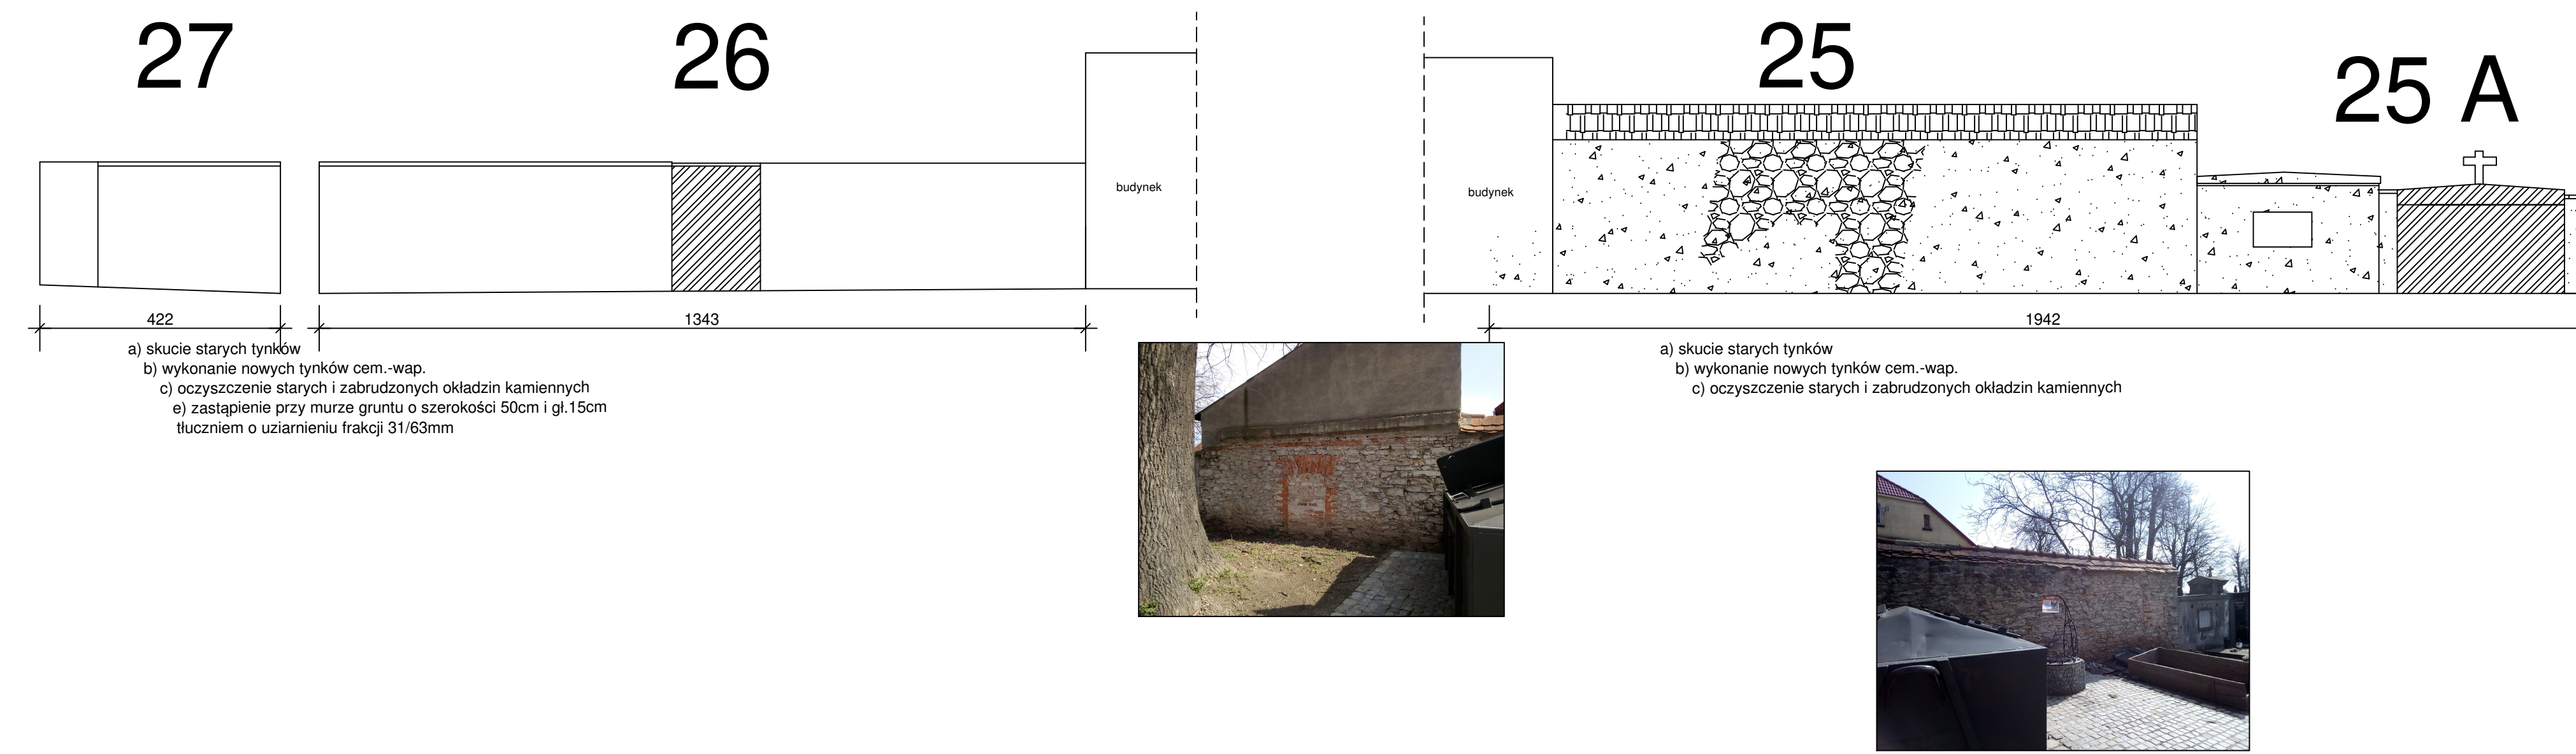 27
26
25
25 A
budynek
budynek
422
1343
1942
a) skucie starych tynków
b) wykonanie nowych tynków cem.-wap.
c) oczyszczenie starych i zabrudzonych okładzin kamiennych
e) zastąpienie przy murze gruntu o szerokości 50cm i gł.15cm
tłuczniem o uziarnieniu frakcji 31/63mm
a) skucie starych tynków
b) wykonanie nowych tynków cem.-wap.
c) oczyszczenie starych i zabrudzonych okładzin kamiennych